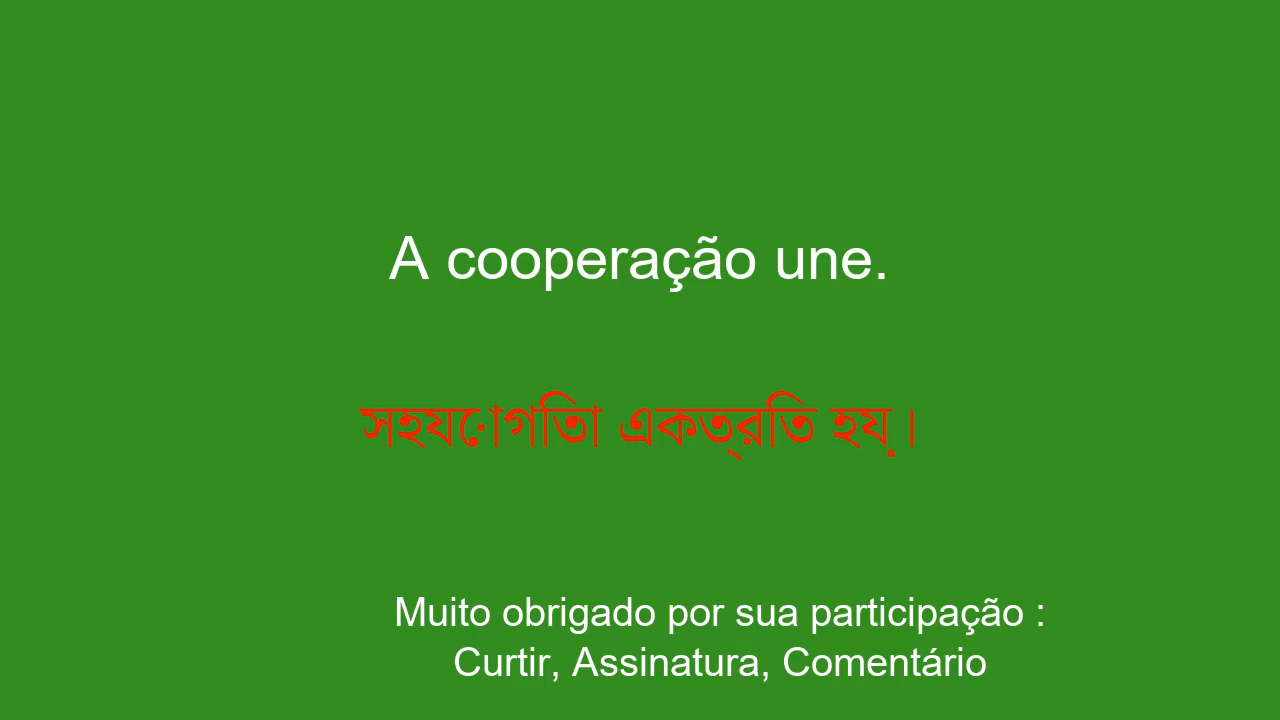 A cooperação une.
সহযোগিতা একত্রিত হয়।
Muito obrigado por sua participação :
Curtir, Assinatura, Comentário